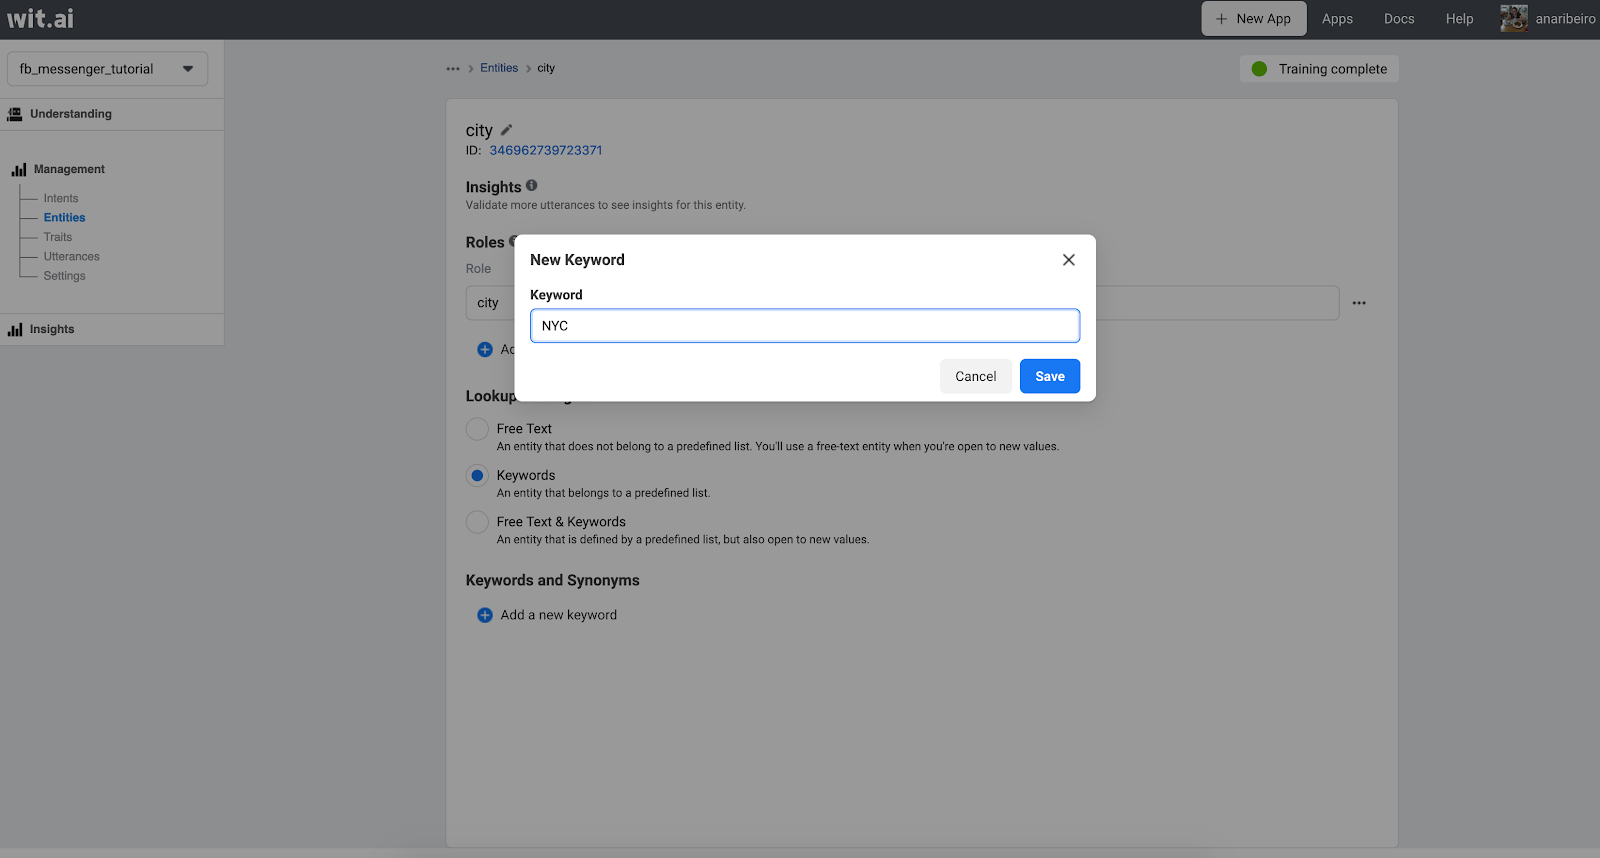 wit.ai
+ New App
Apps
Docs
Help
anaribeiro
fb_messenger_tutorial
Understanding
Management
Intents
Entities
Traits
Utterances
Settings
Insights
••• > Entities > city
Training complete
city
ID: 346962739723371
Insights
Validate more utterances to see insights for this entity.
Roles
Role
city
•••
New Keyword
Keyword
NYC
Cancel
Save
Lookup
Free Text
An entity that does not belong to a predefined list. You'll use a free-text entity when you're open to new values.
Keywords
An entity that belongs to a predefined list.
Free Text & Keywords
An entity that is defined by a predefined list, but also open to new values.
Keywords and Synonyms
Add a new keyword